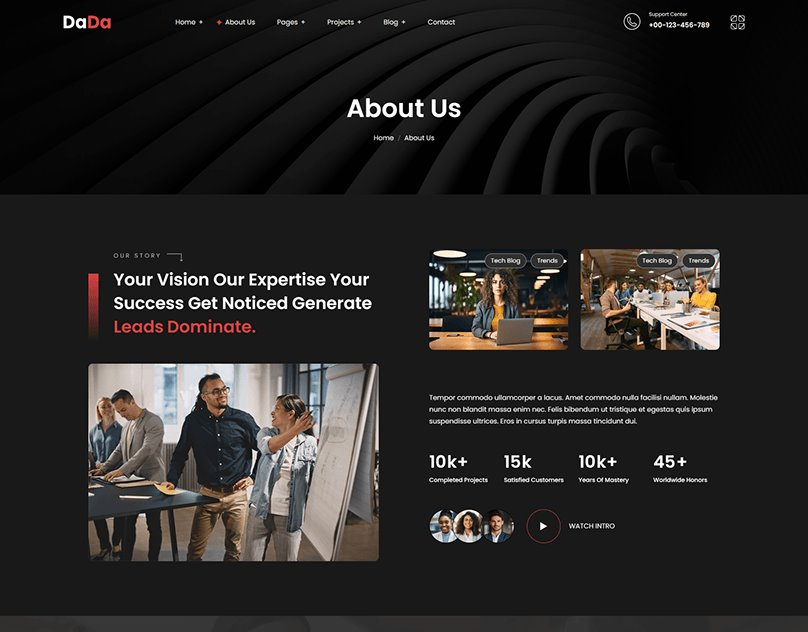 DaDa
Home +
About Us
Pages +
Projects +
Blog +
Contact
Support Center
+00-123-456-789
About Us
Home / About Us
OUR STORY
Your Vision Our Expertise Your
Success Get Noticed Generate
Leads Dominate.
Tech Blog
Trends
Tech Blog
Trends
Tempor commodo ullamcorper a lacus. Amet commodo nulla facilisi nullam. Molestie
nunc non blandit massa enim nec. Felis bibendum ut tristique et egestas quis ipsum
suspendisse ultrices. Eros in cursus turpis massa tincidunt dui.
10k+
Completed Projects
15k
Satisfied Customers
10k+
Years Of Mastery
45+
Worldwide Honors
WATCH INTRO